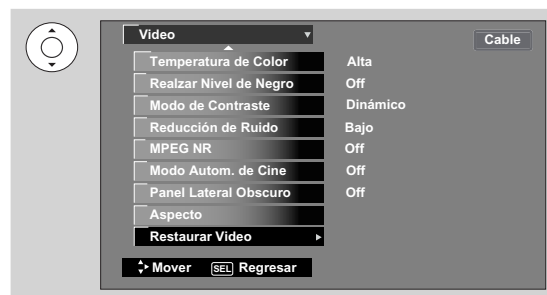 Video
Cable
Temperatura de Color Alta
Realzar Nivel de Negro Off
Modo de Contraste Dinámico
Reducción de Ruido Bajo
MPEG NR Off
Modo Autom. de Cine Off
Panel Lateral Obscuro Off
Aspecto
Restaurar Video
Mover SEL Regresar